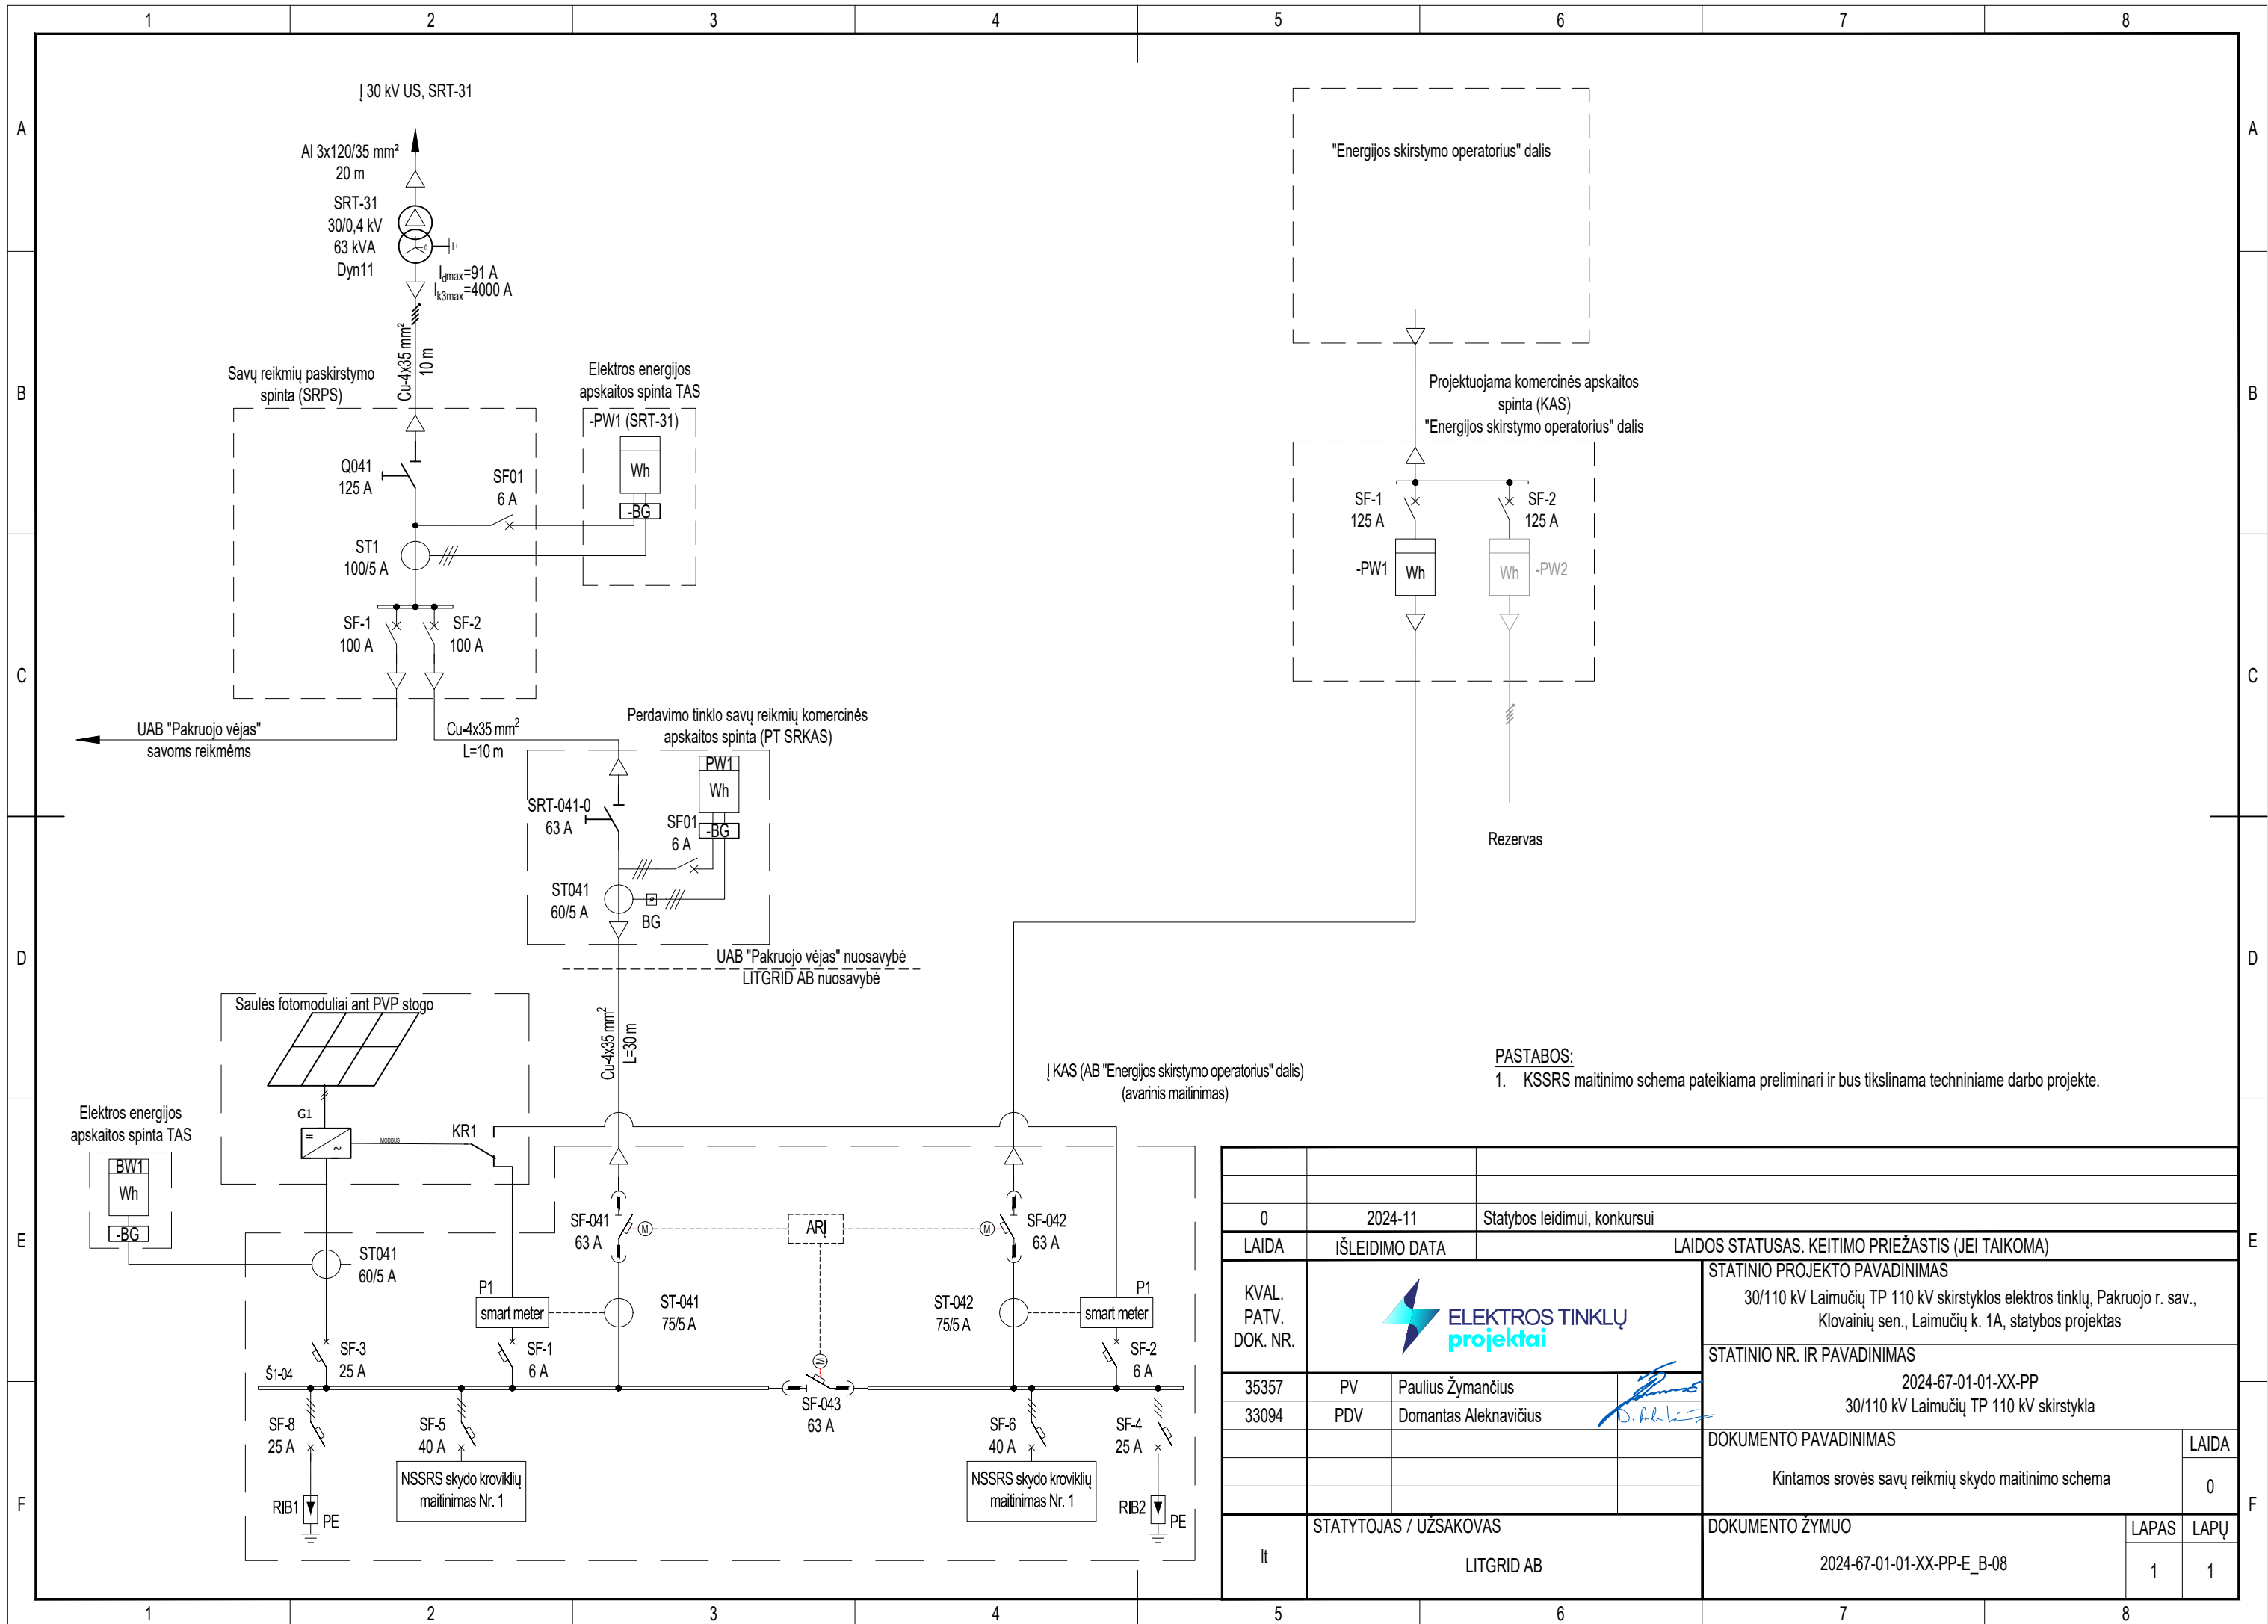 1 2 3 4 5 6 7 8
A
B
C
D
E
F
A
B
C
D
E
F
1 2 3 4 5 6 7 8
Į 30 kV US, SRT-31
Al 3x120/35 mm²
20 m
SRT-31
30/0,4 kV
63 kVA
Dyn11
Idmax=91 A
Ik3max=4000 A
Cu-4x35 mm²
10 m
Savų reikmių paskirstymo
spinta (SRPS)
Q041
125 A
SF01
6 A
ST1
100/5 A
SF-1
100 A
SF-2
100 A
Elektros energijos
apskaitos spinta TAS
-PW1 (SRT-31)
Wh
-BG
UAB "Pakruojo vėjas"
savoms reikmėms
Cu-4x35 mm²
L=10 m
Perdavimo tinklo savų reikmių komercinės
apskaitos spinta (PT SRKAS)
PW1
Wh
-BG
SRT-041-0
63 A
SF01
6 A
ST041
60/5 A
BG
UAB "Pakruojo vėjas" nuosavybė
LITGRID AB nuosavybė
Cu-4x35 mm²
L=30 m
"Energijos skirstymo operatorius" dalis
Projektuojama komercinės apskaitos
spinta (KAS)
"Energijos skirstymo operatorius" dalis
SF-1
125 A
SF-2
125 A
-PW1
Wh
Wh
-PW2
Rezervas
Į KAS (AB "Energijos skirstymo operatorius" dalis)
(avarinis maitinimas)
PASTABOS:
1. KSSRS maitinimo schema pateikiama preliminari ir bus tikslinama techniniame darbo projekte.
Saulės fotomoduliai ant PVP stogo
G1
=
~
MODBUS
KR1
Elektros energijos
apskaitos spinta TAS
BW1
Wh
-BG
ST041
60/5 A
SF-041
63 A
M
ARĮ
M
SF-042
63 A
P1
smart meter
ST-041
75/5 A
ST-042
75/5 A
P1
smart meter
SF-3
25 A
SF-1
6 A
M
SF-2
6 A
Š1-04
SF-043
63 A
SF-8
25 A
SF-5
40 A
SF-6
40 A
SF-4
25 A
NSSRS skydo kroviklių
maitinimas Nr. 1
NSSRS skydo kroviklių
maitinimas Nr. 1
RIB1
PE
RIB2
PE
0 2024-11 Statybos leidimui, konkursui
LAIDA IŠLEIDIMO DATA LAIDOS STATUSAS. KEITIMO PRIEŽASTIS (JEI TAIKOMA)
KVAL.
PATV.
DOK. NR.
ELEKTROS TINKLŲ
projektai
STATINIO PROJEKTO PAVADINIMAS
30/110 kV Laimučių TP 110 kV skirstyklos elektros tinklų, Pakruojo r. sav.,
Klovainių sen., Laimučių k. 1A, statybos projektas
STATINIO NR. IR PAVADINIMAS
2024-67-01-01-XX-PP
30/110 kV Laimučių TP 110 kV skirstykla
35357 PV Paulius Žymančius
33094 PDV Domantas Aleknavičius
DOKUMENTO PAVADINIMAS
Kintamos srovės savų reikmių skydo maitinimo schema
LAIDA
0
lt
STATYTOJAS / UŽSAKOVAS
LITGRID AB
DOKUMENTO ŽYMUO
2024-67-01-01-XX-PP-E_B-08
LAPAS LAPŲ
1 1